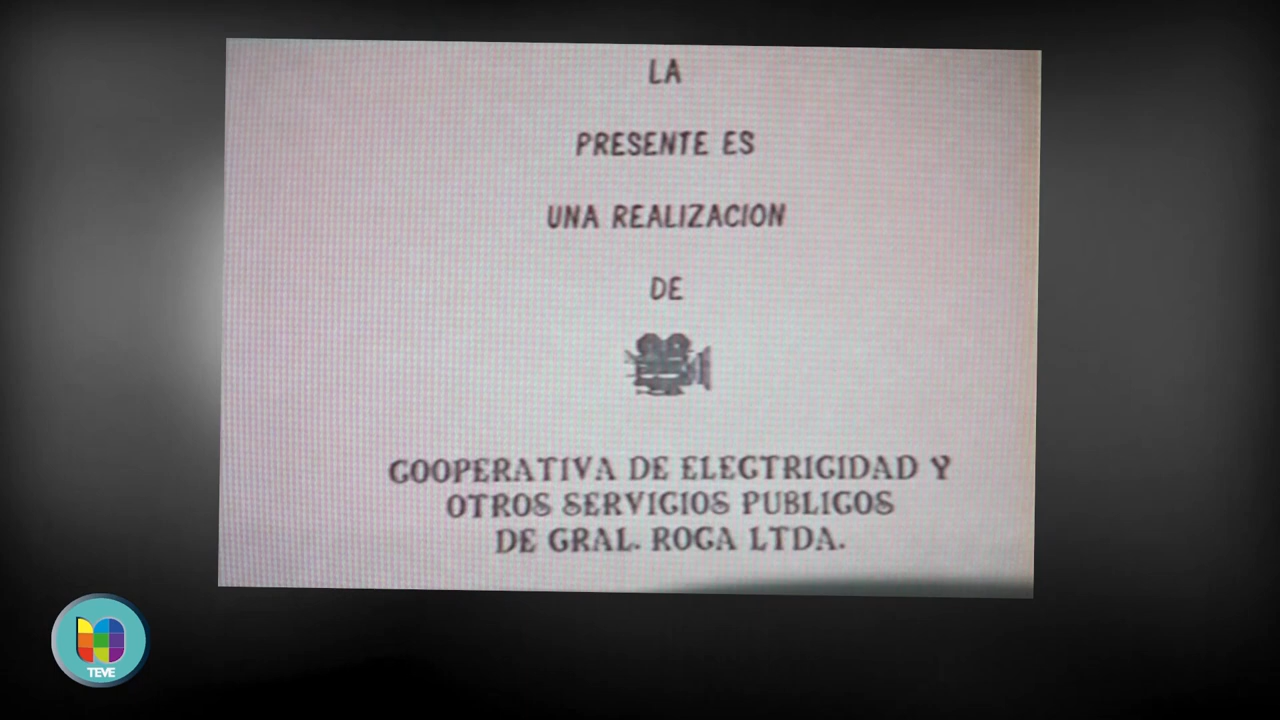 LA
PRESENTE ES
UNA REALIZACION
DE
COOPERATIVA DE ELECTRICIDAD Y
OTROS SERVICIOS PUBLICOS
DE GRAL. ROCA LTDA.
TEVE